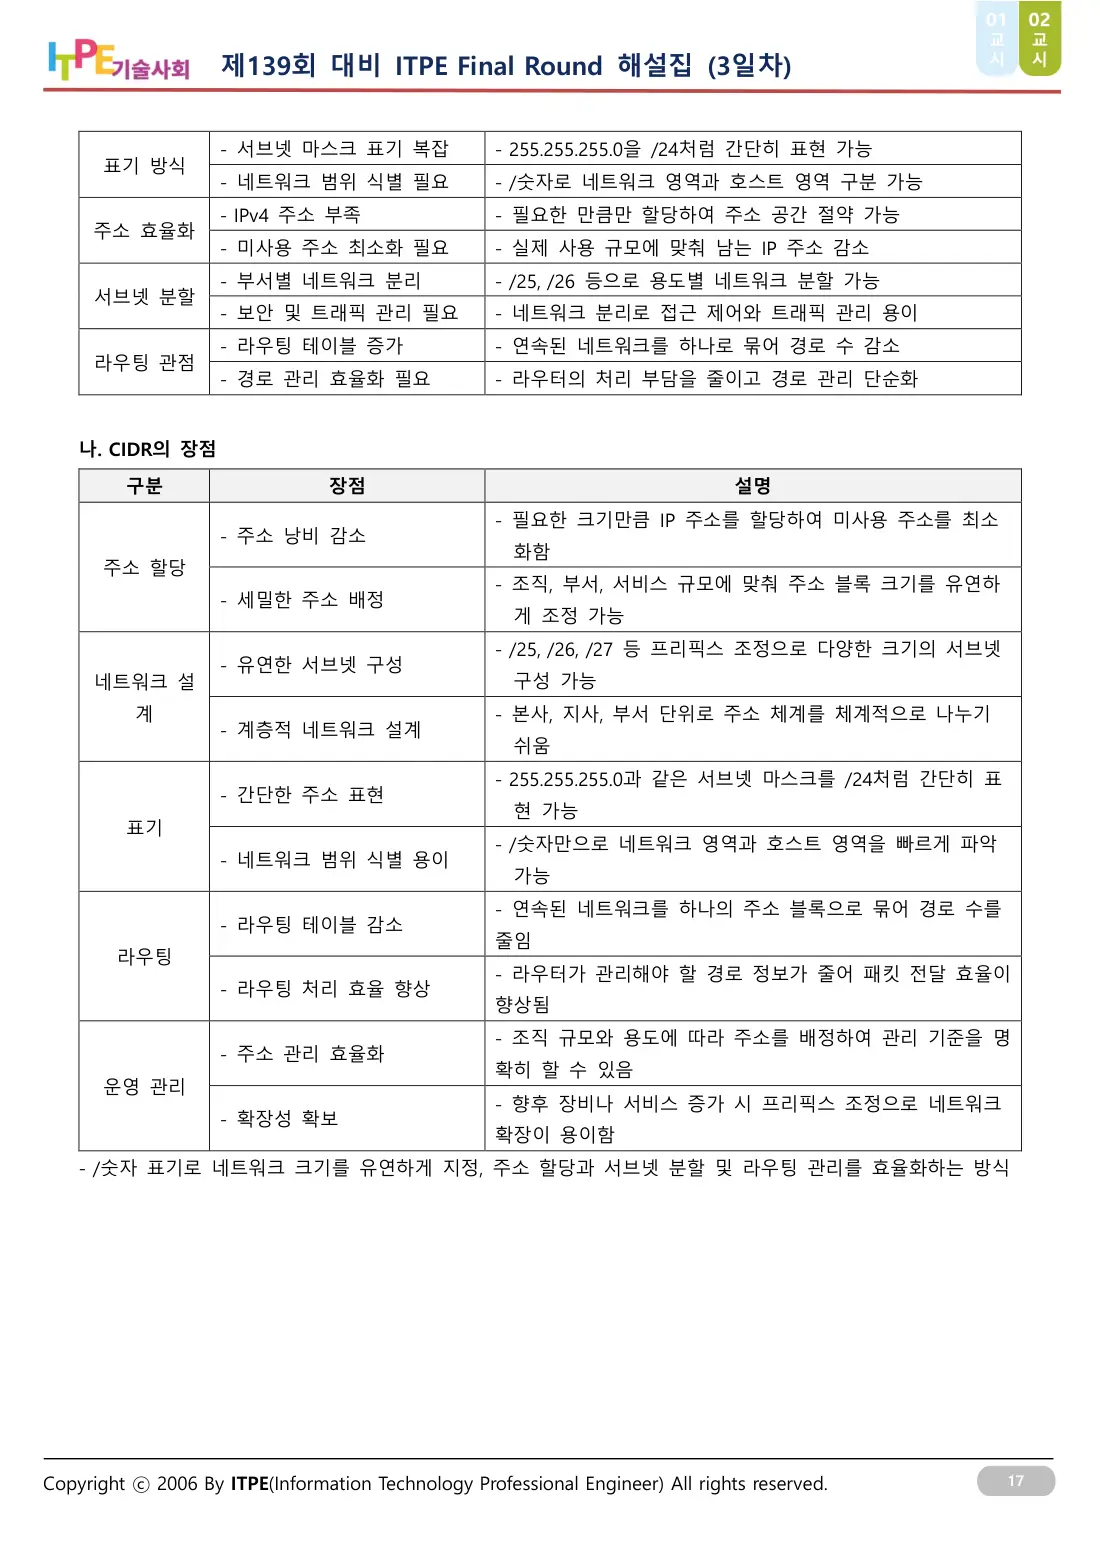 ITPE기술사회 제139회 대비 ITPE Final Round 해설집 (3일차)
01 교시
02 교시
표기 방식
- 서브넷 마스크 표기 복잡
- 255.255.255.0을 /24처럼 간단히 표현 가능
- 네트워크 범위 식별 필요
- /숫자로 네트워크 영역과 호스트 영역 구분 가능
주소 효율화
- IPv4 주소 부족
- 필요한 만큼만 할당하여 주소 공간 절약 가능
- 미사용 주소 최소화 필요
- 실제 사용 규모에 맞춰 남는 IP 주소 감소
서브넷 분할
- 부서별 네트워크 분리
- /25, /26 등으로 용도별 네트워크 분할 가능
- 보안 및 트래픽 관리 필요
- 네트워크 분리로 접근 제어와 트래픽 관리 용이
라우팅 관점
- 라우팅 테이블 증가
- 연속된 네트워크를 하나로 묶어 경로 수 감소
- 경로 관리 효율화 필요
- 라우터의 처리 부담을 줄이고 경로 관리 단순화
나. CIDR의 장점
구분 장점 설명
주소 할당
- 주소 낭비 감소
- 필요한 크기만큼 IP 주소를 할당하여 미사용 주소를 최소
화함
- 세밀한 주소 배정
- 조직, 부서, 서비스 규모에 맞춰 주소 블록 크기를 유연하
게 조정 가능
네트워크 설
계
- 유연한 서브넷 구성
- /25, /26, /27 등 프리픽스 조정으로 다양한 크기의 서브넷
구성 가능
- 계층적 네트워크 설계
- 본사, 지사, 부서 단위로 주소 체계를 체계적으로 나누기
쉬움
표기
- 간단한 주소 표현
- 255.255.255.0과 같은 서브넷 마스크를 /24처럼 간단히 표
현 가능
- 네트워크 범위 식별 용이
- /숫자만으로 네트워크 영역과 호스트 영역을 빠르게 파악
가능
라우팅
- 라우팅 테이블 감소
- 연속된 네트워크를 하나의 주소 블록으로 묶어 경로 수를
줄임
- 라우팅 처리 효율 향상
- 라우터가 관리해야 할 경로 정보가 줄어 패킷 전달 효율이
향상됨
운영 관리
- 주소 관리 효율화
- 조직 규모와 용도에 따라 주소를 배정하여 관리 기준을 명
확히 할 수 있음
- 확장성 확보
- 향후 장비나 서비스 증가 시 프리픽스 조정으로 네트워크
확장이 용이함
- /숫자 표기로 네트워크 크기를 유연하게 지정, 주소 할당과 서브넷 분할 및 라우팅 관리를 효율화하는 방식
Copyright ⓒ 2006 By ITPE(Information Technology Professional Engineer) All rights reserved.
17